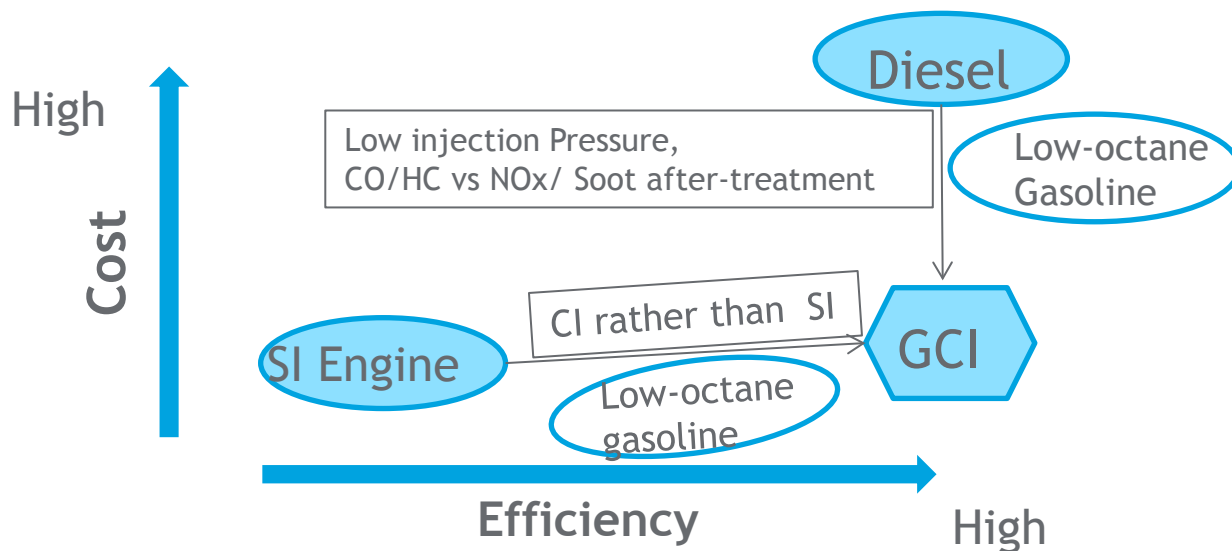 Diesel
High
Low injection Pressure,
CO/HC vs NOx/ Soot after-treatment
Low-octane
Gasoline
Cost
CI rather than  SI
SI Engine
GCI
Low-octane
gasoline
Efficiency
High